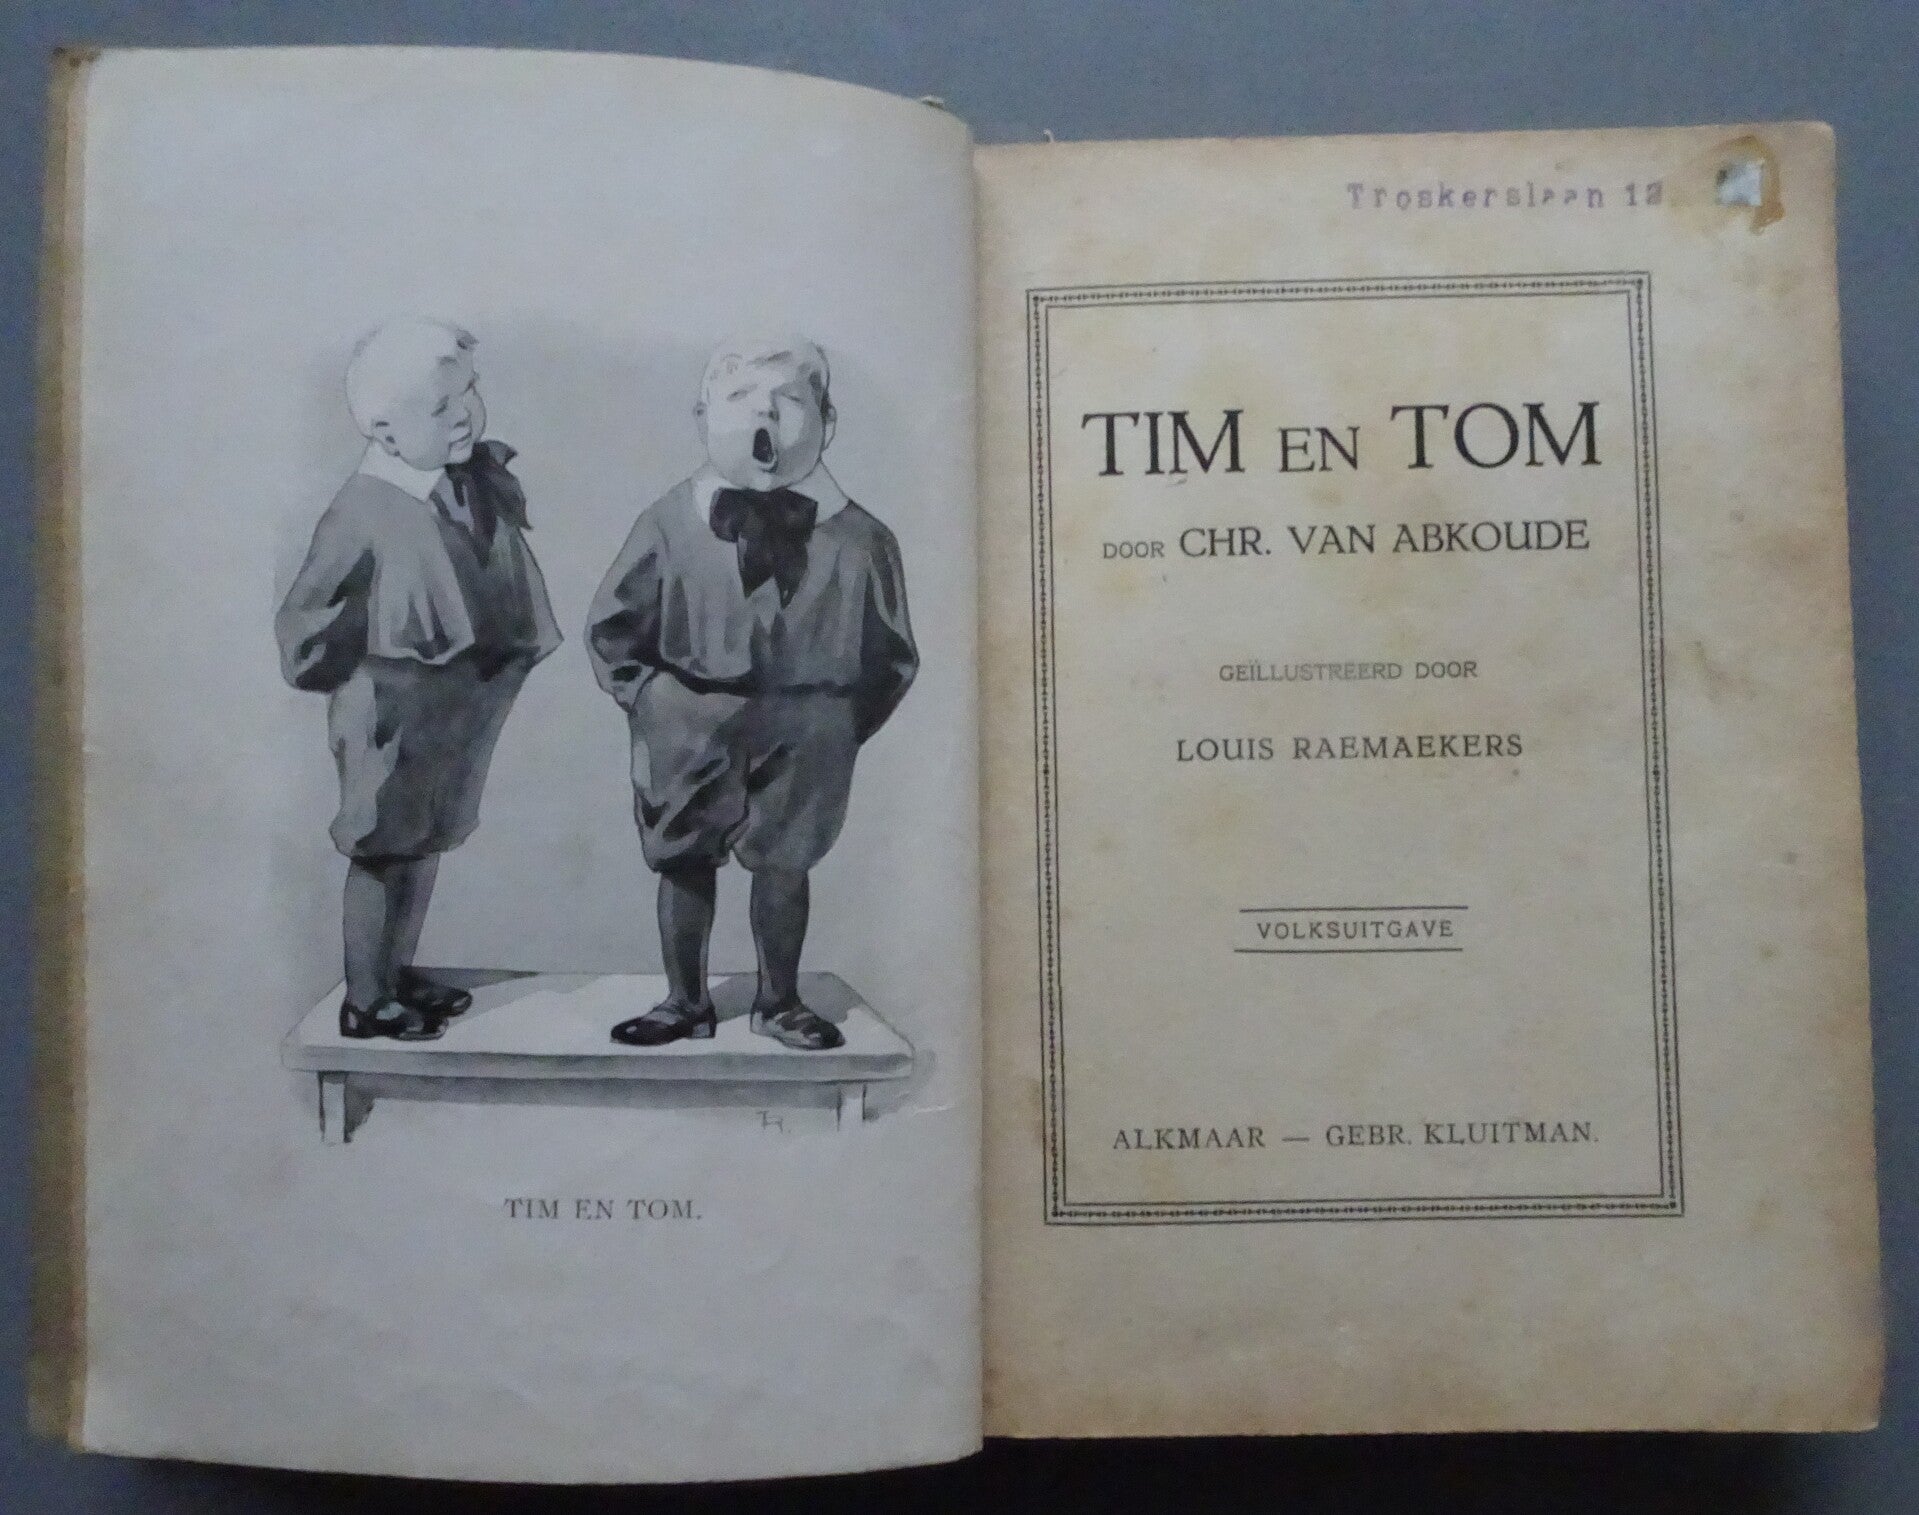 TIM EN TOM.
Troskerslaan 12
TIM EN TOM
DOOR CHR. VAN ABKOUDE
GEÏLLUSTREERD DOOR
LOUIS RAEMAEKERS
VOLKSUITGAVE
ALKMAAR — GEBR. KLUITMAN.